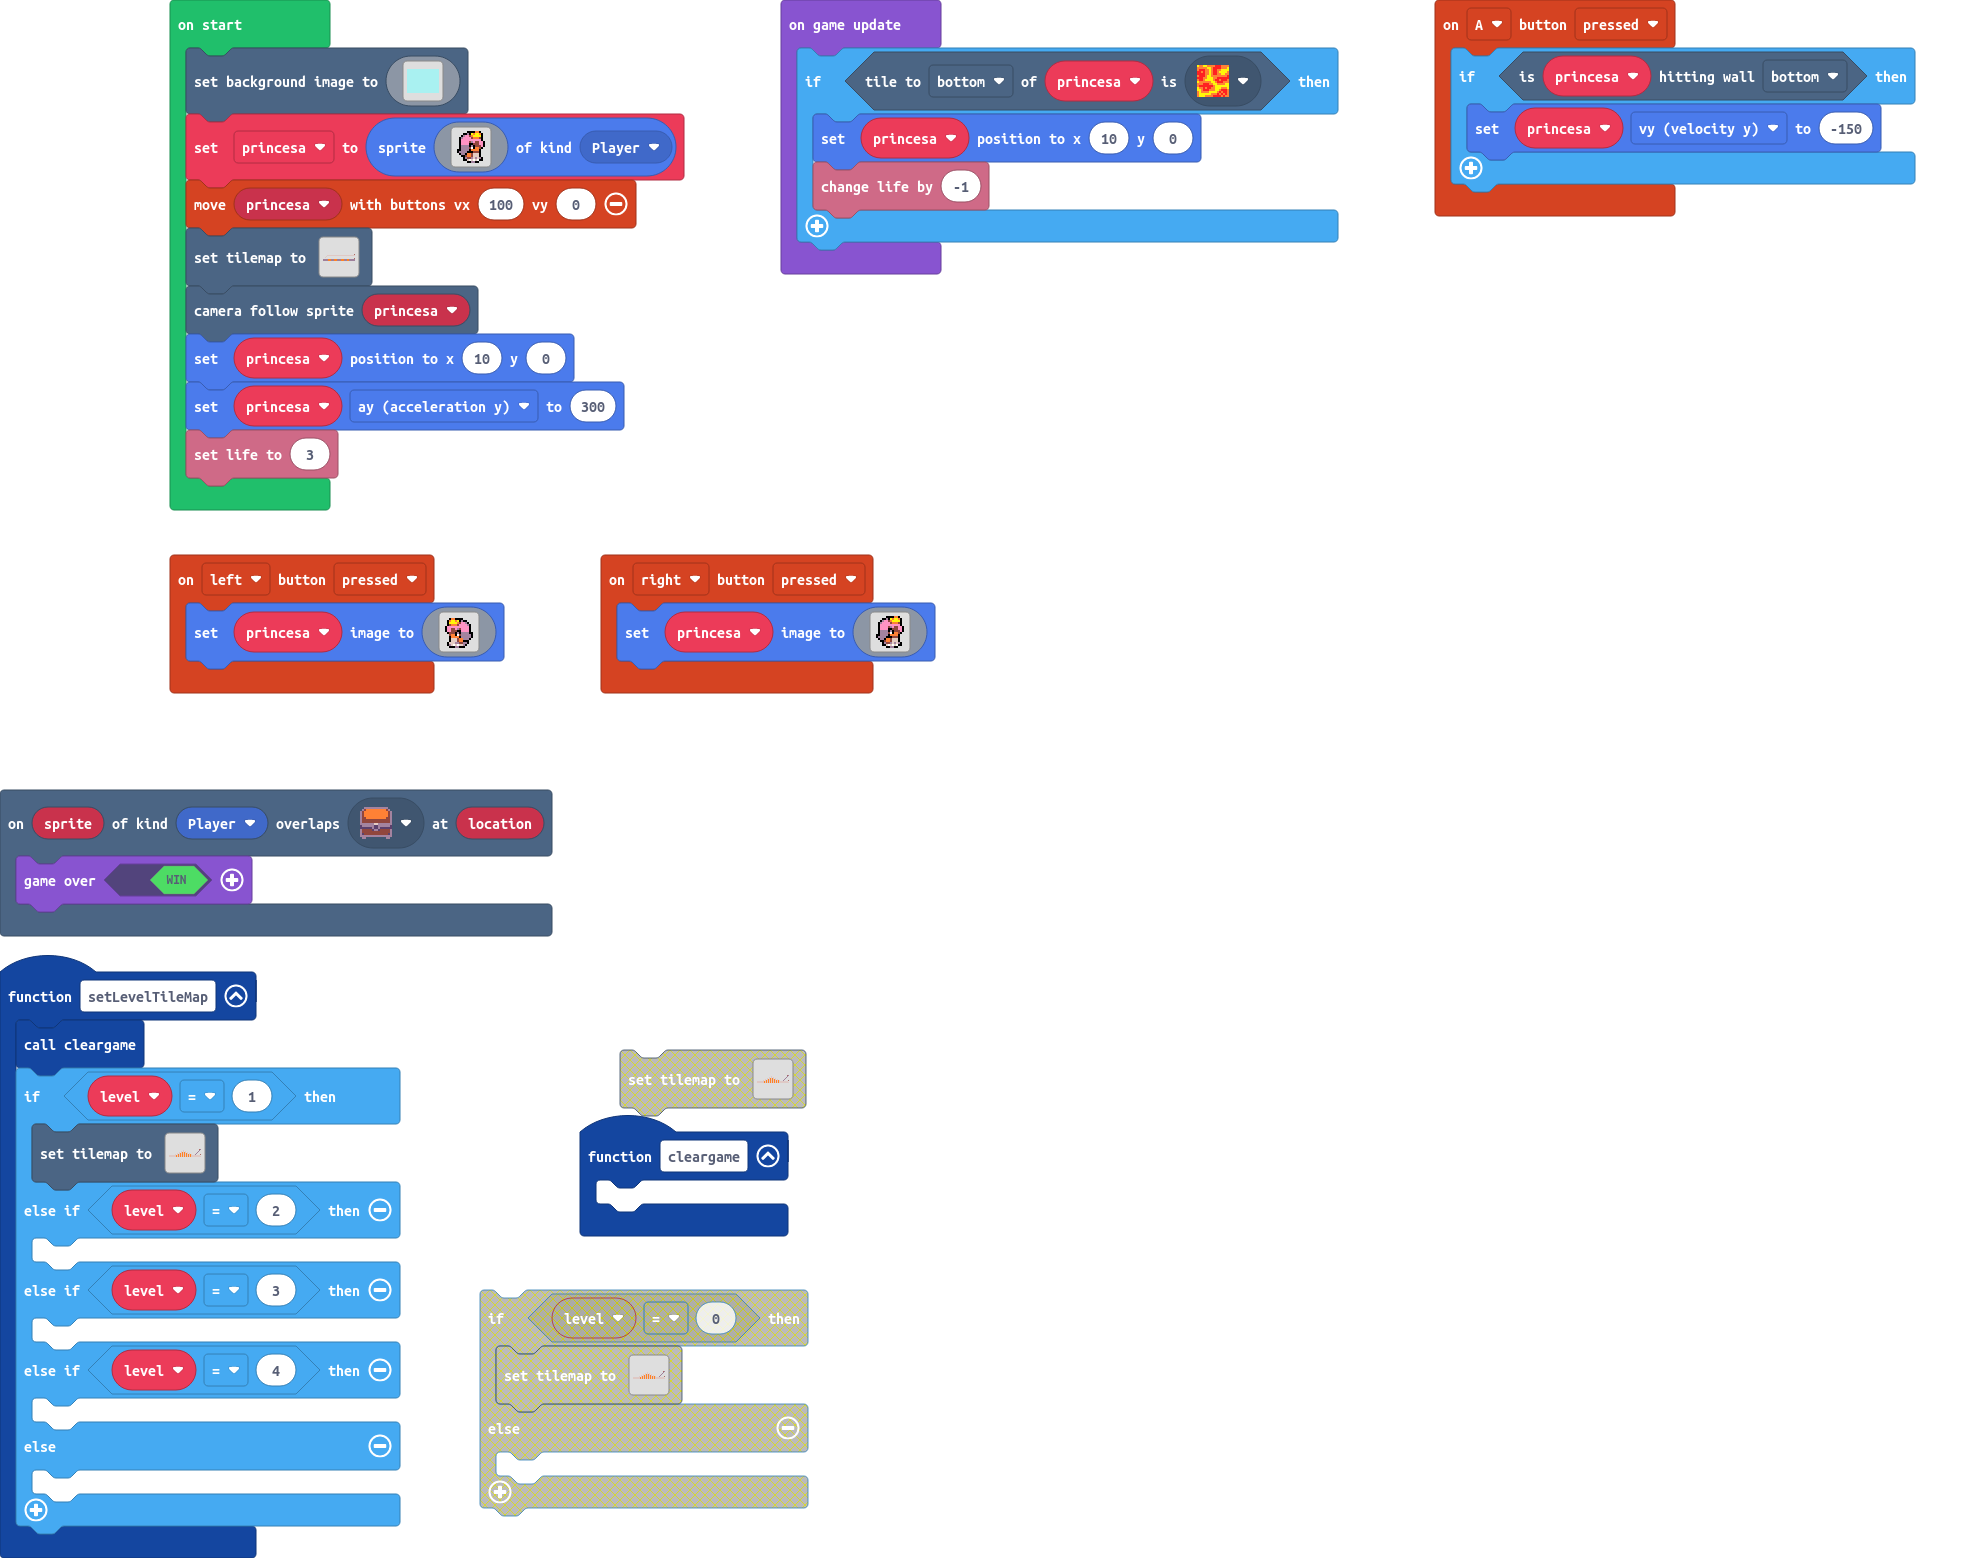 on start
set background image to
set princesa to sprite of kind Player
move princesa with buttons vx 100 vy 0
set tilemap to
camera follow sprite princesa
set princesa position to x 10 y 0
set princesa ay (acceleration y) to 300
set life to 3
on game update
if tile to bottom of princesa is then
set princesa position to x 10 y 0
change life by -1
on A button pressed
if is princesa hitting wall bottom then
set princesa vy (velocity y) to -150
on left button pressed
set princesa image to
on right button pressed
set princesa image to
on sprite of kind Player overlaps at location
game over WIN
function setLevelTileMap
call cleargame
if level = 1 then
set tilemap to
else if level = 2 then
else if level = 3 then
else if level = 4 then
else
set tilemap to
function cleargame
if level = 0 then
set tilemap to
else